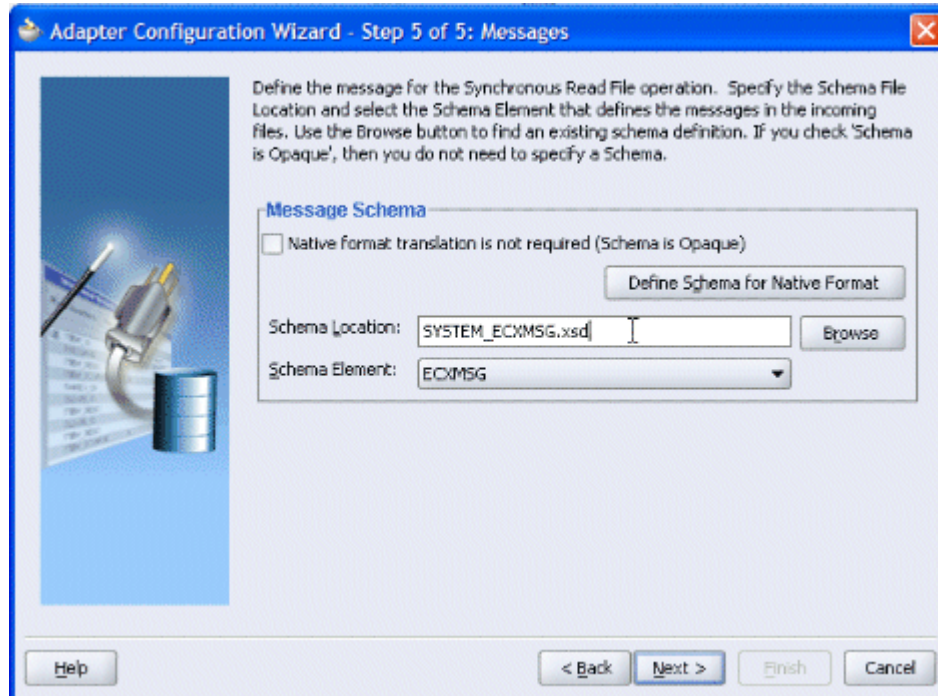 Adapter Configuration Wizard - Step 5 of 5: Messages
Define the message for the Synchronous Read File operation. Specify the Schema File
Location and select the Schema Element that defines the messages in the incoming
files. Use the Browse button to find an existing schema definition. If you check 'Schema
is Opaque', then you do not need to specify a Schema.
Message Schema
Native format translation is not required (Schema is Opaque)
Define Schema for Native Format
Schema Location: SYSTEM_ECXMSG.xsd Browse
Schema Element: ECXMSG
Help < Back Next > Finish Cancel